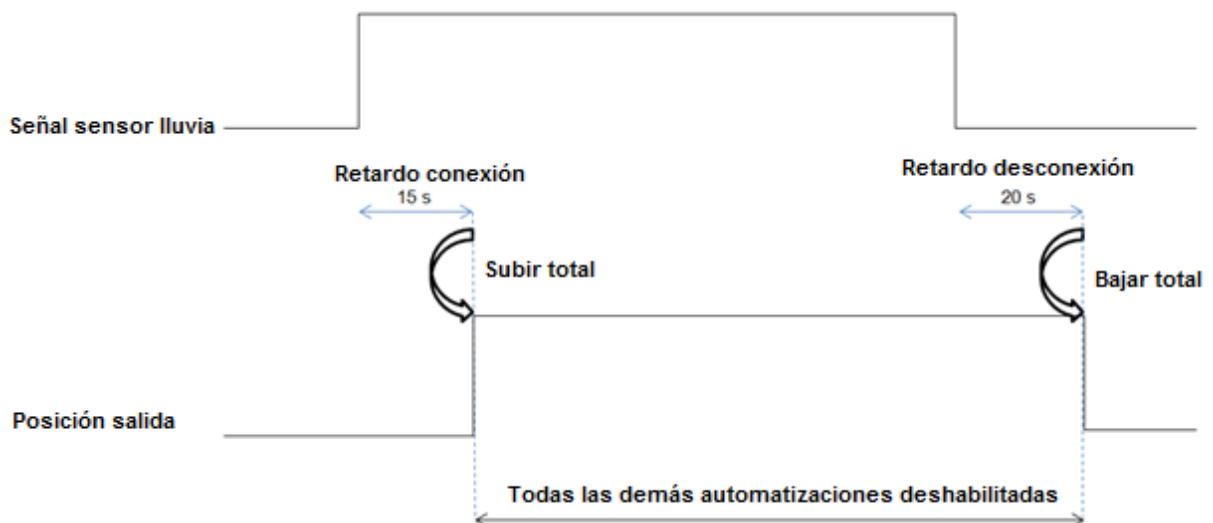 Señal sensor lluvia
Retardo conexión
15 s
Retardo desconexión
20 s
Subir total
Bajar total
Posición salida
Todas las demás automatizaciones deshabilitadas